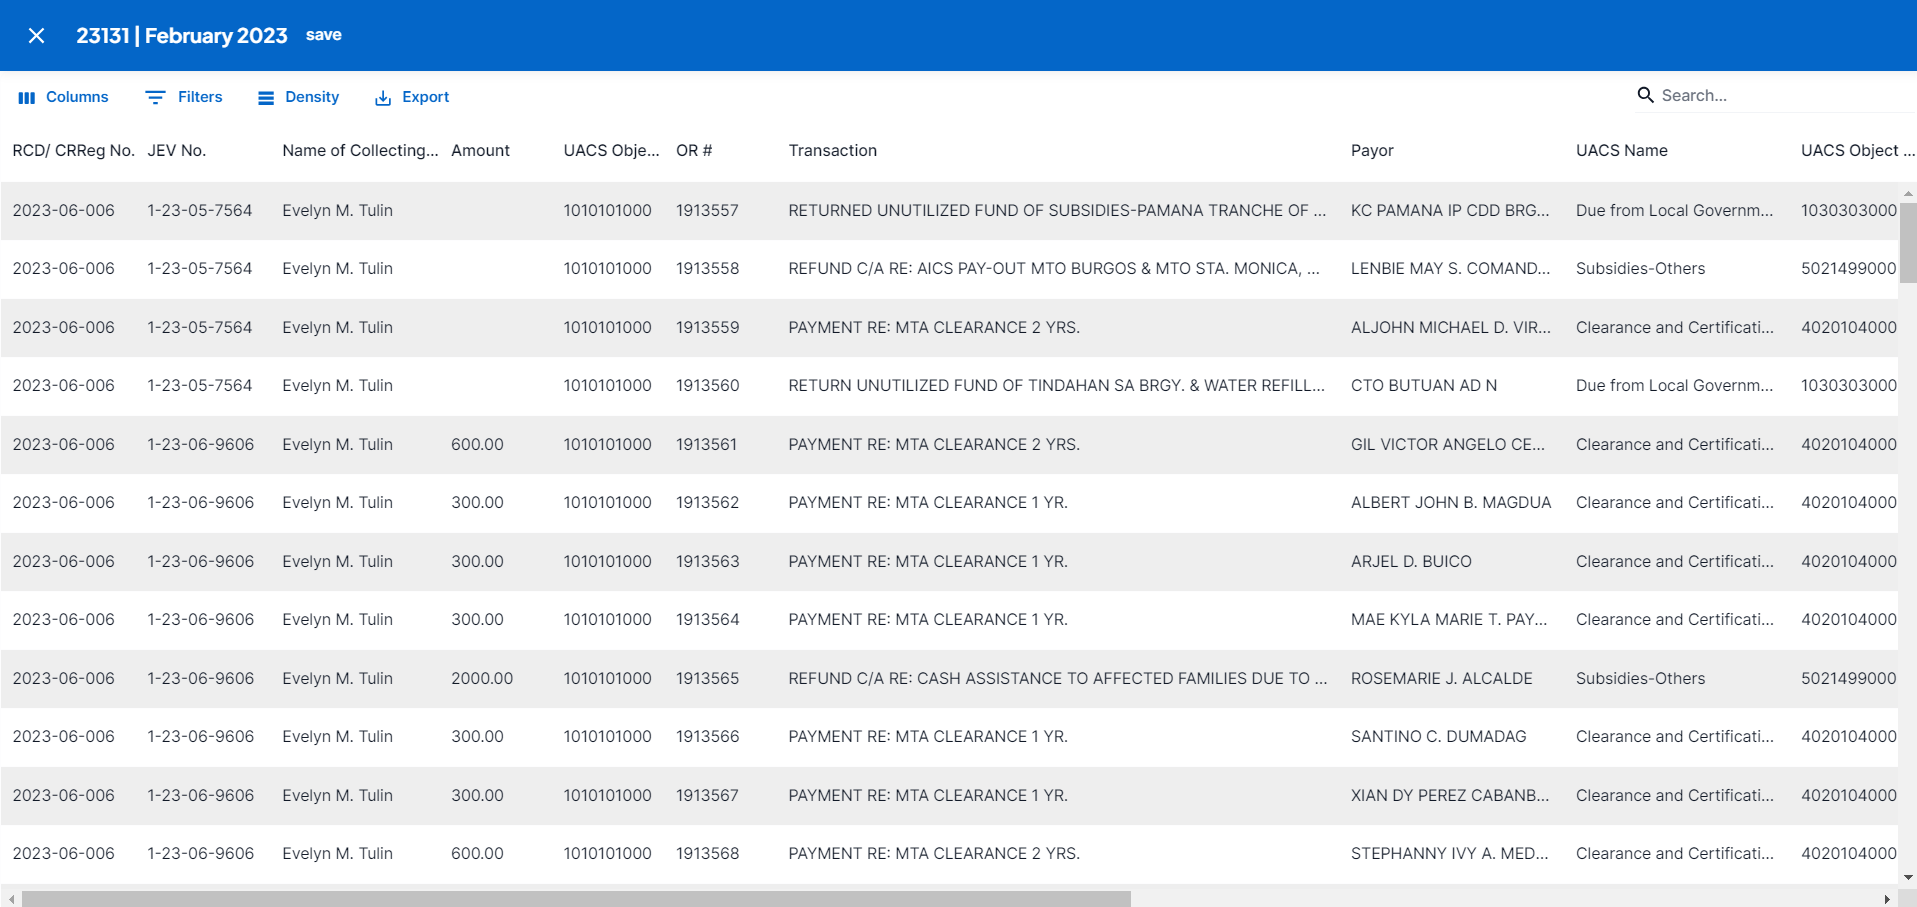 23131 | February 2023 save
Columns Filters Density Export Search...
RCD/ CRReg No. JEV No. Name of Collecting... Amount UACS Obje... OR # Transaction Payor UACS Name UACS Object ...
2023-06-006 1-23-05-7564 Evelyn M. Tulin 1010101000 1913557 RETURNED UNUTILIZED FUND OF SUBSIDIES-PAMANA TRANCHE OF ... KC PAMANA IP CDD BRG... Due from Local Governm... 1030303000
2023-06-006 1-23-05-7564 Evelyn M. Tulin 1010101000 1913558 REFUND C/A RE: AICS PAY-OUT MTO BURGOS & MTO STA. MONICA, ... LENBIE MAY S. COMAND... Subsidies-Others 5021499000
2023-06-006 1-23-05-7564 Evelyn M. Tulin 1010101000 1913559 PAYMENT RE: MTA CLEARANCE 2 YRS. ALJOHN MICHAEL D. VIR... Clearance and Certificati... 4020104000
2023-06-006 1-23-05-7564 Evelyn M. Tulin 1010101000 1913560 RETURN UNUTILIZED FUND OF TINDAHAN SA BRGY. & WATER REFILL... CTO BUTUAN AD N Due from Local Governm... 1030303000
2023-06-006 1-23-06-9606 Evelyn M. Tulin 600.00 1010101000 1913561 PAYMENT RE: MTA CLEARANCE 2 YRS. GIL VICTOR ANGELO CE... Clearance and Certificati... 4020104000
2023-06-006 1-23-06-9606 Evelyn M. Tulin 300.00 1010101000 1913562 PAYMENT RE: MTA CLEARANCE 1 YR. ALBERT JOHN B. MAGDUA Clearance and Certificati... 4020104000
2023-06-006 1-23-06-9606 Evelyn M. Tulin 300.00 1010101000 1913563 PAYMENT RE: MTA CLEARANCE 1 YR. ARJEL D. BUICO Clearance and Certificati... 4020104000
2023-06-006 1-23-06-9606 Evelyn M. Tulin 300.00 1010101000 1913564 PAYMENT RE: MTA CLEARANCE 1 YR. MAE KYLA MARIE T. PAY... Clearance and Certificati... 4020104000
2023-06-006 1-23-06-9606 Evelyn M. Tulin 2000.00 1010101000 1913565 REFUND C/A RE: CASH ASSISTANCE TO AFFECTED FAMILIES DUE TO ... ROSEMARIE J. ALCALDE Subsidies-Others 5021499000
2023-06-006 1-23-06-9606 Evelyn M. Tulin 300.00 1010101000 1913566 PAYMENT RE: MTA CLEARANCE 1 YR. SANTINO C. DUMADAG Clearance and Certificati... 4020104000
2023-06-006 1-23-06-9606 Evelyn M. Tulin 300.00 1010101000 1913567 PAYMENT RE: MTA CLEARANCE 1 YR. XIAN DY PEREZ CABANB... Clearance and Certificati... 4020104000
2023-06-006 1-23-06-9606 Evelyn M. Tulin 600.00 1010101000 1913568 PAYMENT RE: MTA CLEARANCE 2 YRS. STEPHANNY IVY A. MED... Clearance and Certificati... 4020104000